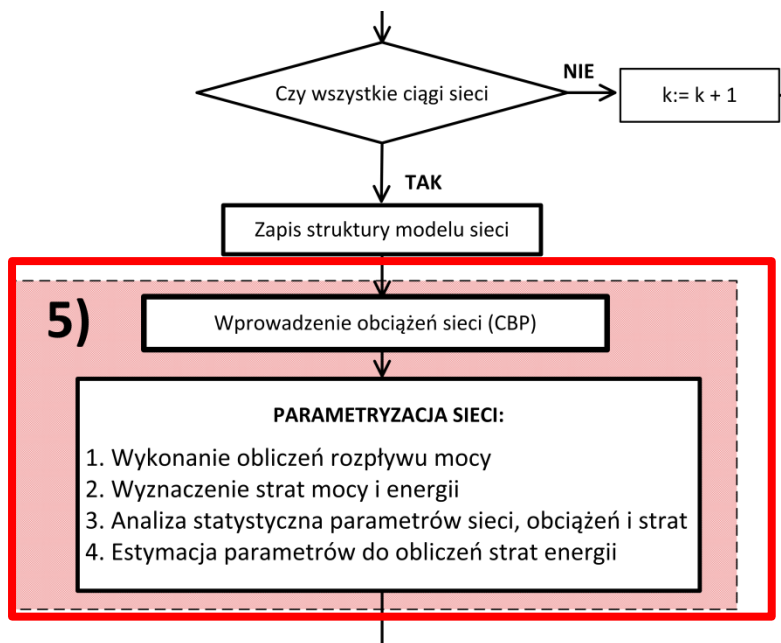 Czy wszystkie ciągi sieci
NIE
k:= k + 1
TAK
Zapis struktury modelu sieci
5)
Wprowadzenie obciążeń sieci (CBP)
PARAMETRYZACJA SIECI:
1. Wykonanie obliczeń rozpływu mocy
2. Wyznaczenie strat mocy i energii
3. Analiza statystyczna parametrów sieci, obciążeń i strat
4. Estymacja parametrów do obliczeń strat energii